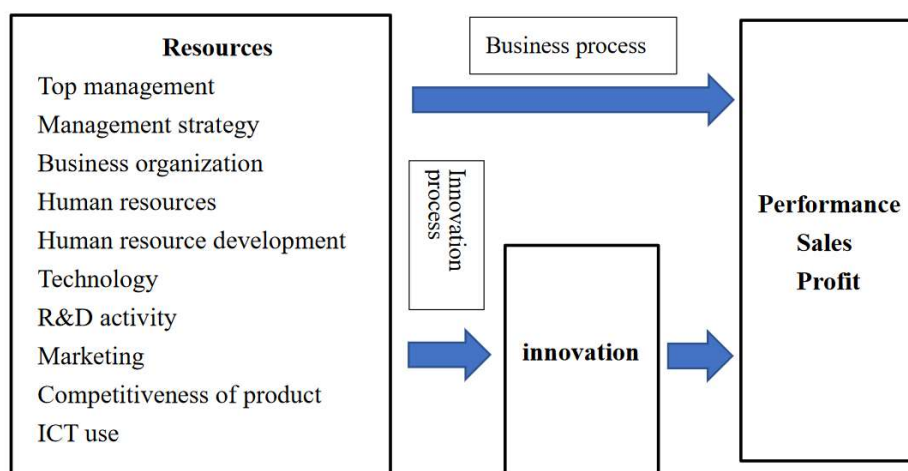 Resources
Top management
Management strategy
Business organization
Human resources
Human resource development
Technology
R&D activity
Marketing
Competitiveness of product
ICT use
Business process
Innovation
process
innovation
Performance
Sales
Profit